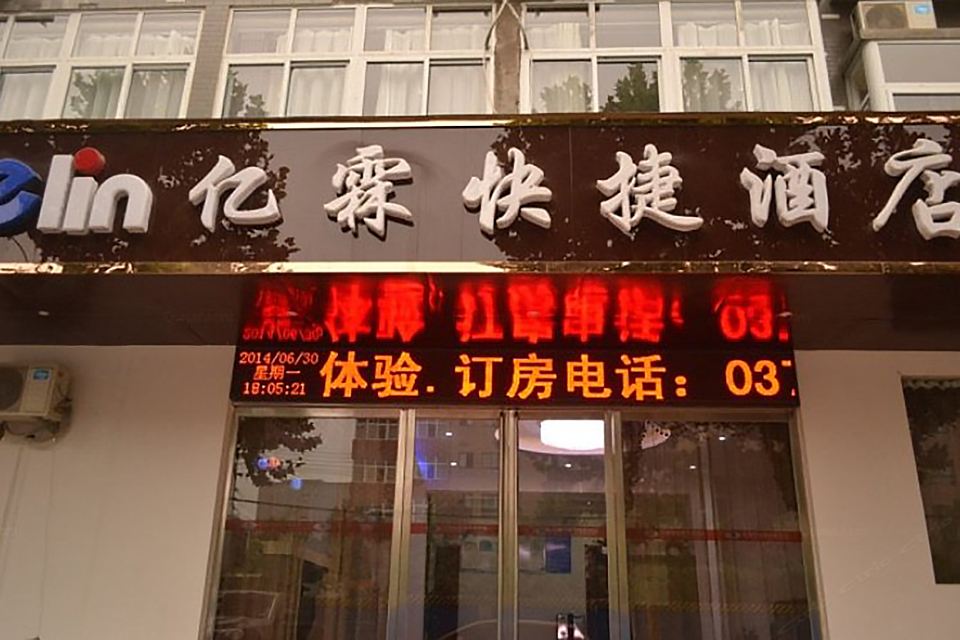 elin 亿霖快捷酒店
2014/06/30
星期一
18:05:21
体验.订房电话：037